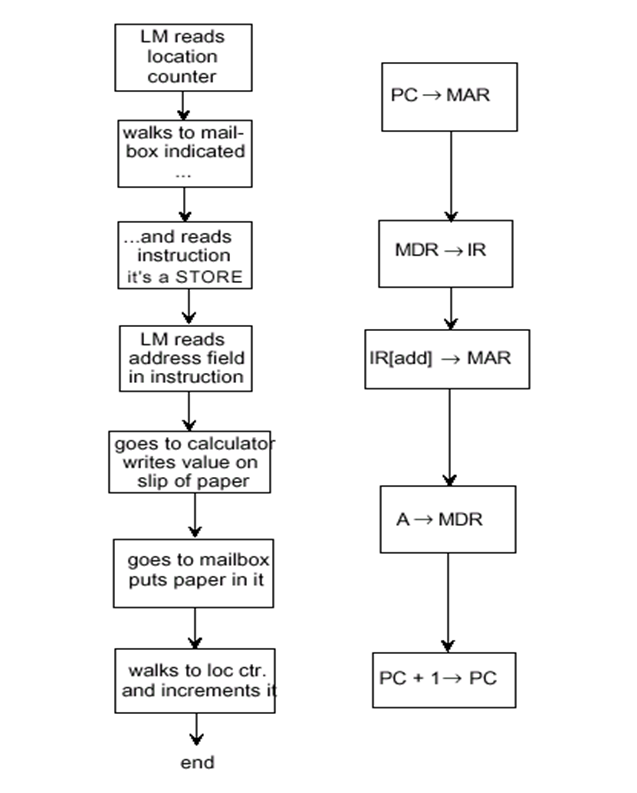 LM reads
location
counter
walks to mail-
box indicated
...
...and reads
instruction
it's a STORE
LM reads
address field
in instruction
goes to calculator
writes value on
slip of paper
goes to mailbox
puts paper in it
walks to loc ctr.
and increments it
end
PC → MAR
MDR → IR
IR[add] → MAR
A → MDR
PC + 1→ PC